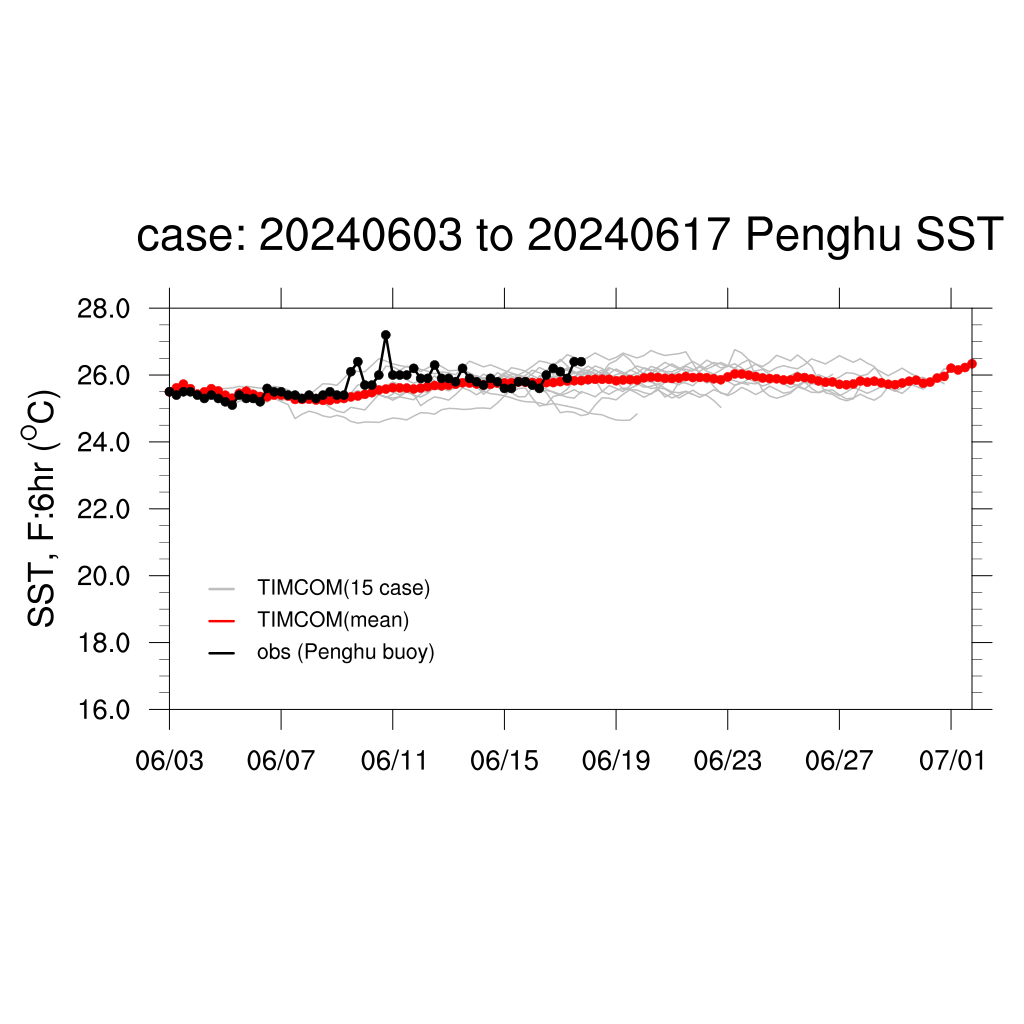 case: 20240603 to 20240617 Penghu SST
SST, F:6hr (°C)
28.0
26.0
24.0
22.0
20.0
18.0
16.0
TIMCOM(15 case)
TIMCOM(mean)
obs (Penghu buoy)
06/03 06/07 06/11 06/15 06/19 06/23 06/27 07/01